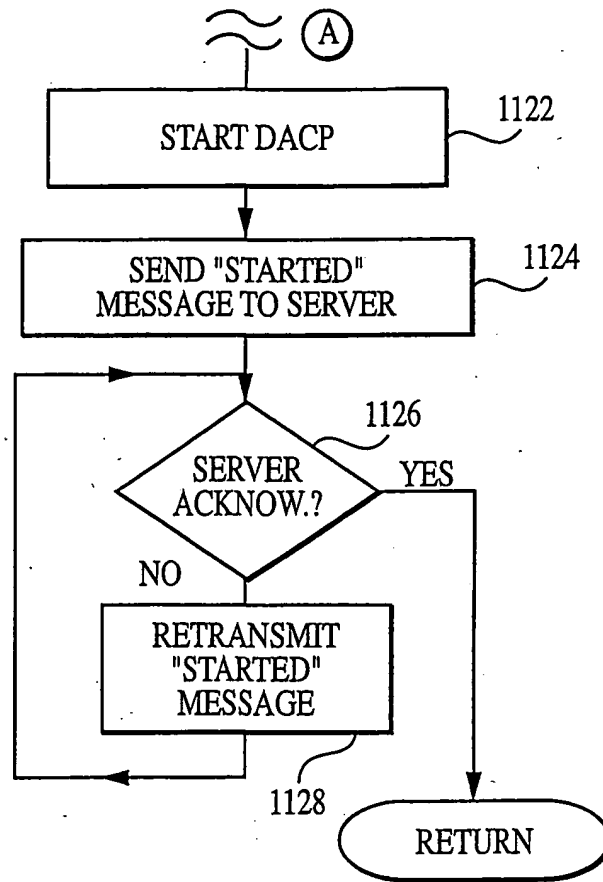 A
START DACP
1122
SEND "STARTED"
MESSAGE TO SERVER
1124
1126
SERVER
ACKNOW.?
YES
NO
RETRANSMIT
"STARTED"
MESSAGE
1128
RETURN